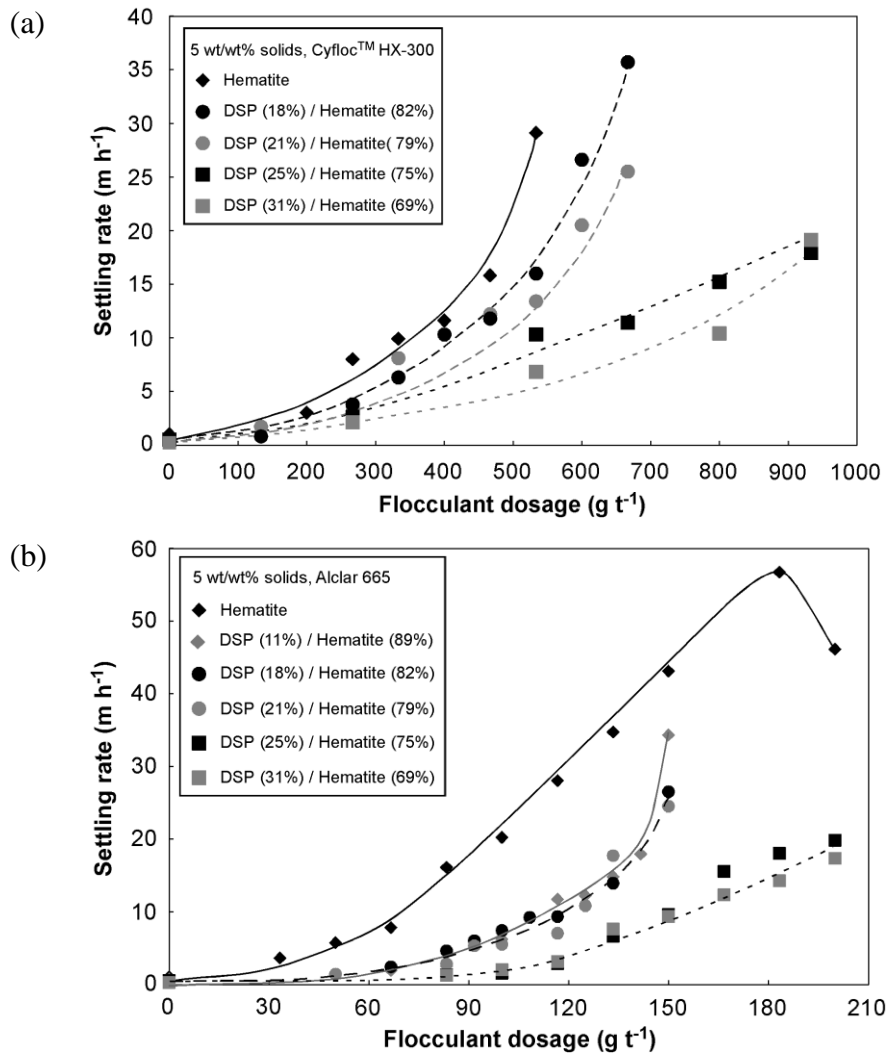 (a)
40
35
30
25
20
15
10
5
0
Settling rate (m h⁻¹)
5 wt/wt% solids, Cyfloc™ HX-300
Hematite
DSP (18%) / Hematite (82%)
DSP (21%) / Hematite( 79%)
DSP (25%) / Hematite (75%)
DSP (31%) / Hematite (69%)
0 100 200 300 400 500 600 700 800 900 1000
Flocculant dosage (g t⁻¹)
(b)
60
50
40
30
20
10
0
Settling rate (m h⁻¹)
5 wt/wt% solids, Alclar 665
Hematite
DSP (11%) / Hematite (89%)
DSP (18%) / Hematite (82%)
DSP (21%) / Hematite (79%)
DSP (25%) / Hematite (75%)
DSP (31%) / Hematite (69%)
0 30 60 90 120 150 180 210
Flocculant dosage (g t⁻¹)